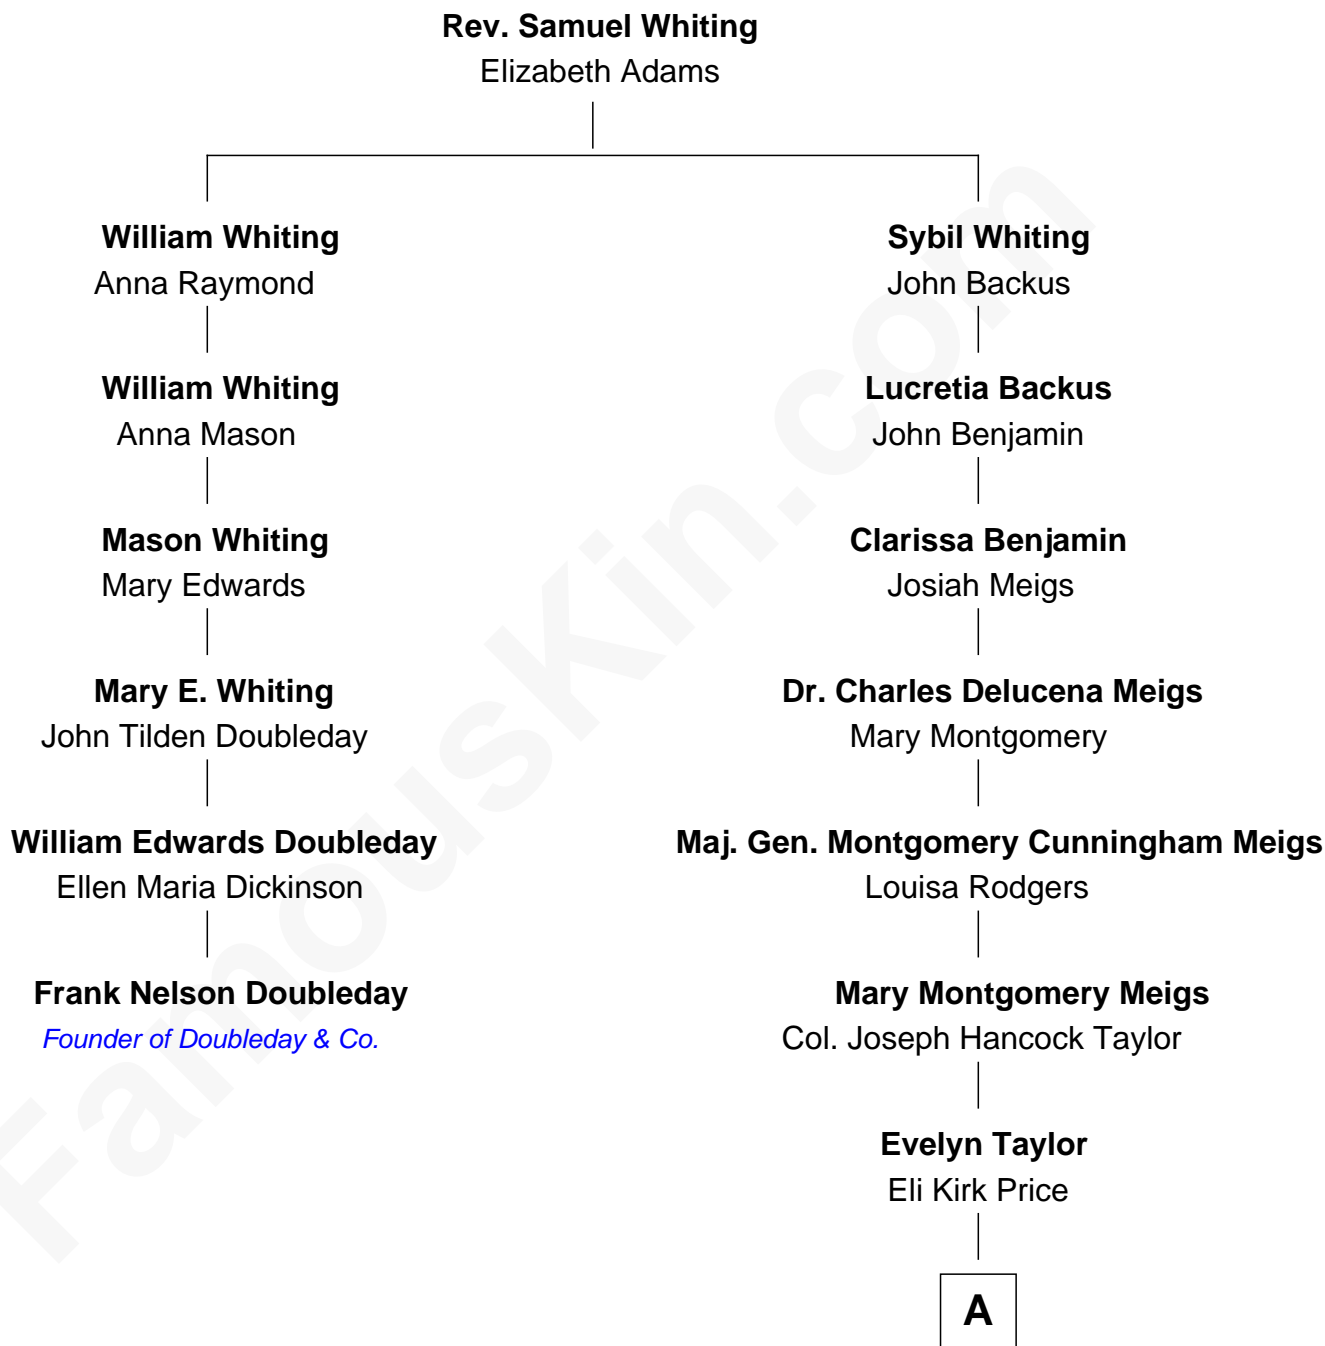 Rev. Samuel Whiting
Elizabeth Adams
William Whiting
Anna Raymond
William Whiting
Anna Mason
Mason Whiting
Mary Edwards
Mary E. Whiting
John Tilden Doubleday
William Edwards Doubleday
Ellen Maria Dickinson
Frank Nelson Doubleday
Founder of Doubleday & Co.
Sybil Whiting
John Backus
Lucretia Backus
John Benjamin
Clarissa Benjamin
Josiah Meigs
Dr. Charles Delucena Meigs
Mary Montgomery
Maj. Gen. Montgomery Cunningham Meigs
Louisa Rodgers
Mary Montgomery Meigs
Col. Joseph Hancock Taylor
Evelyn Taylor
Eli Kirk Price
A
FamousKin.com